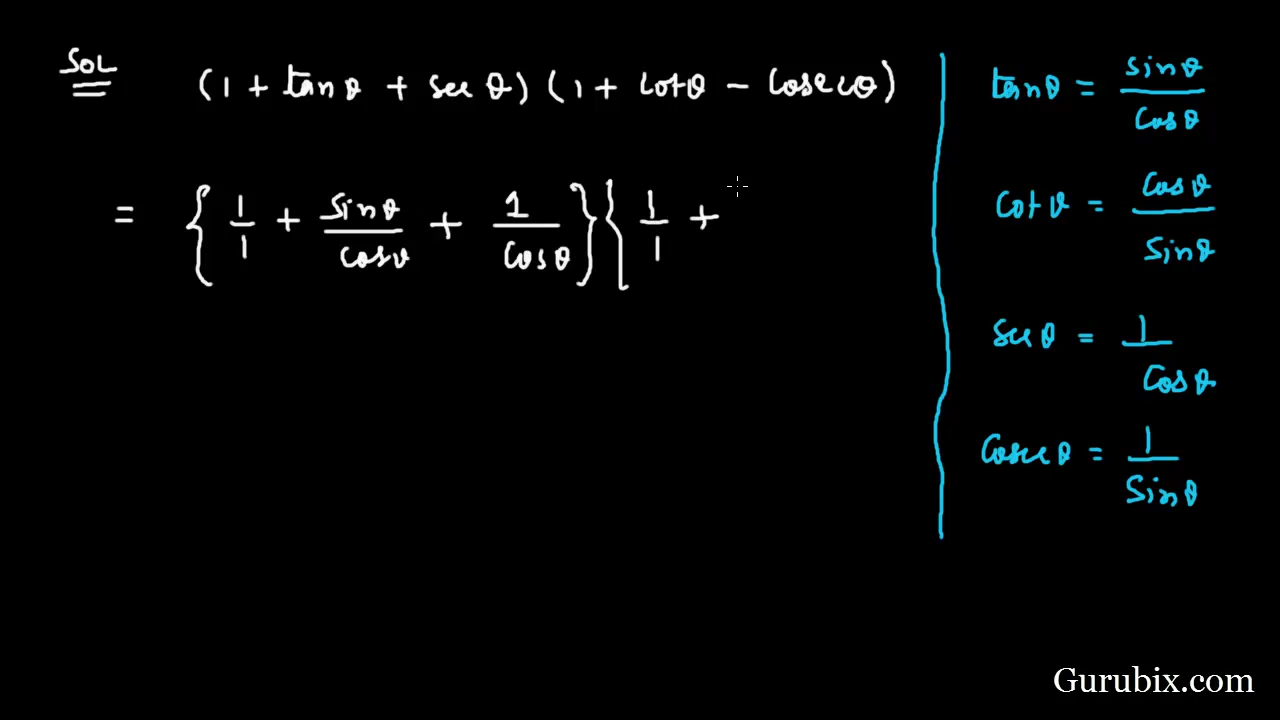 SOL (1 + tanθ + sec θ) (1 + cotθ - cosecθ)
= { 1/1 + sinθ/cosθ + 1/cosθ } { 1/1 +
tanθ = sinθ/cosθ
cotθ = cosθ/sinθ
secθ = 1/cosθ
Cosecθ = 1/Sinθ
Gurubix.com